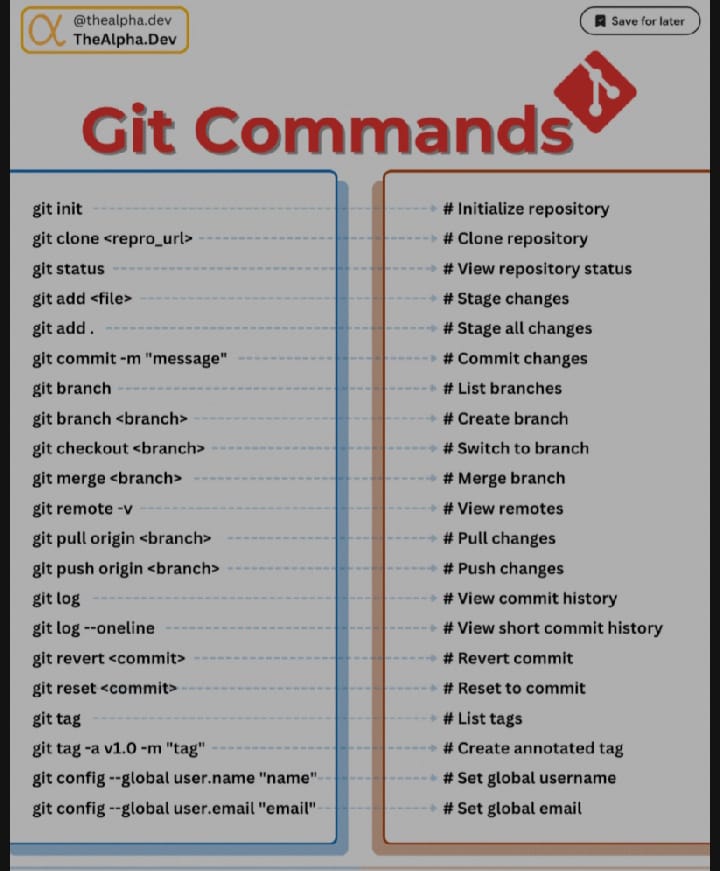 @thealpha.dev
TheAlpha.Dev
Save for later
Git Commands
git init # Initialize repository
git clone <repro_url> # Clone repository
git status # View repository status
git add <file> # Stage changes
git add . # Stage all changes
git commit -m "message" # Commit changes
git branch # List branches
git branch <branch> # Create branch
git checkout <branch> # Switch to branch
git merge <branch> # Merge branch
git remote -v # View remotes
git pull origin <branch> # Pull changes
git push origin <branch> # Push changes
git log # View commit history
git log --oneline # View short commit history
git revert <commit> # Revert commit
git reset <commit> # Reset to commit
git tag # List tags
git tag -a v1.0 -m "tag" # Create annotated tag
git config --global user.name "name" # Set global username
git config --global user.email "email" # Set global email